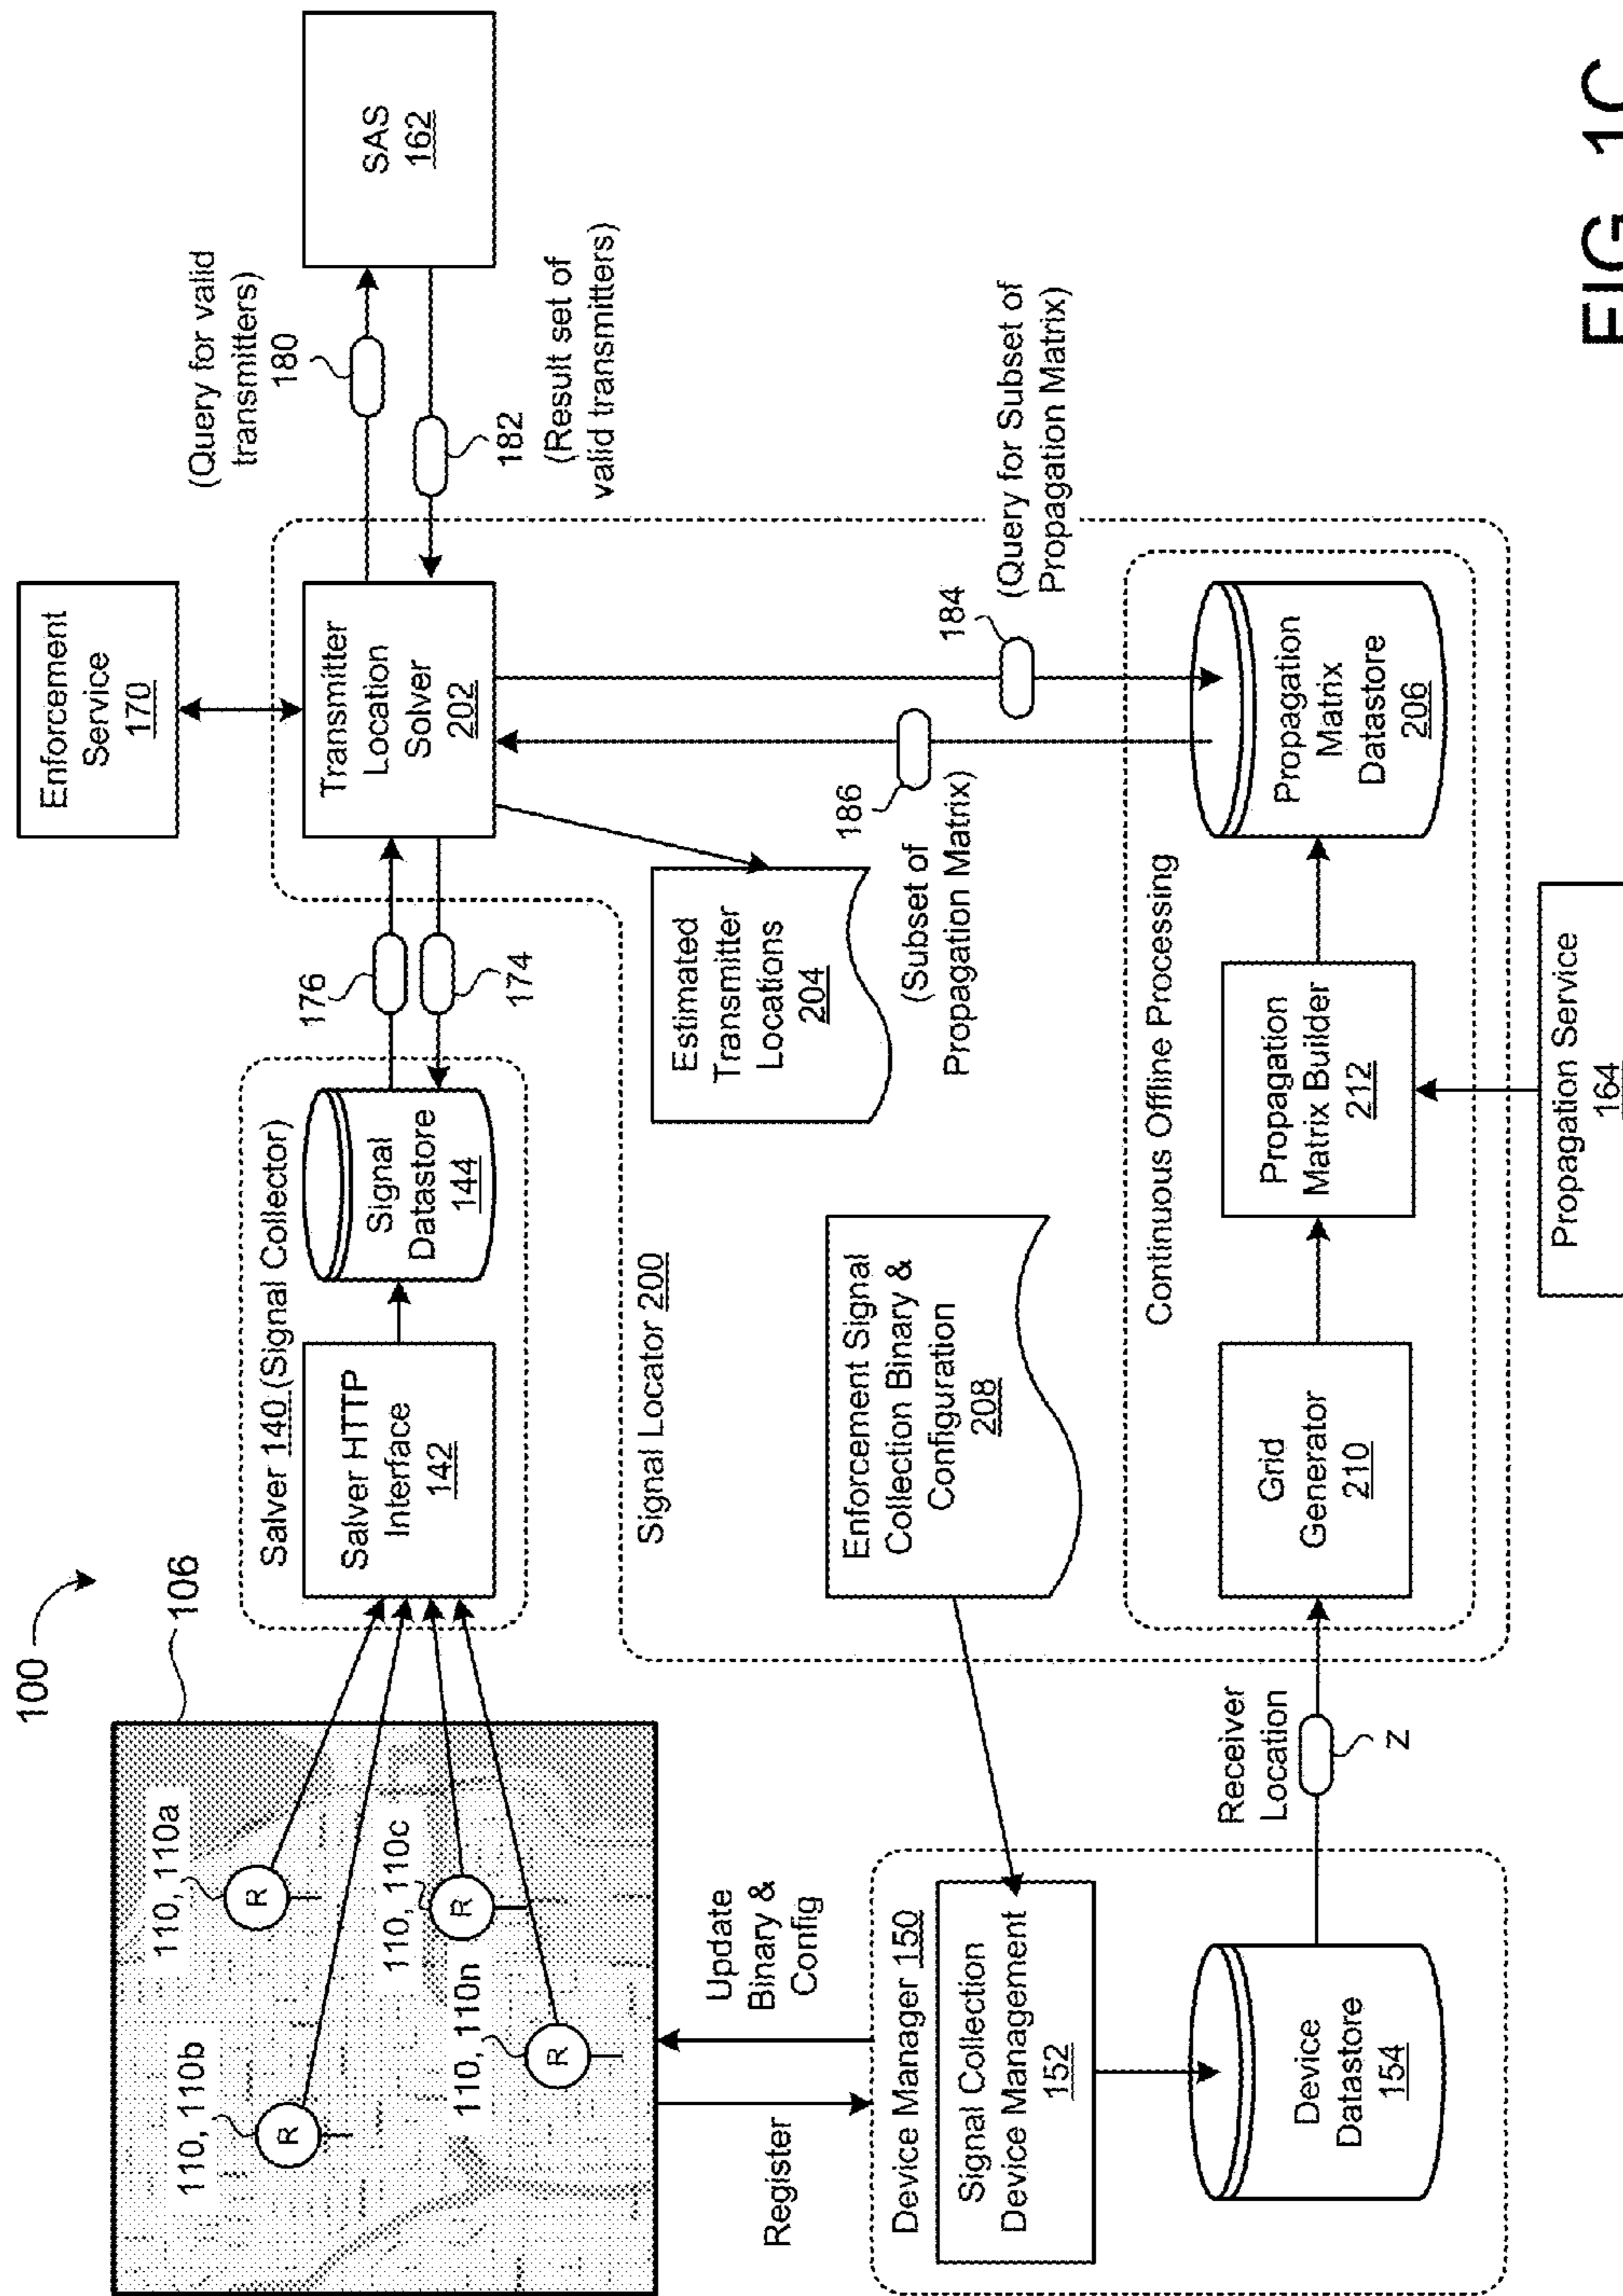 100
106
110, 110a
R
110, 110b
R
110, 110c
R
110, 110n
R
Salver 140 (Signal Collector)
Salver HTTP
Interface
142
Signal
Datastore
144
176
174
Enforcement
Service
170
Transmitter
Location
Solver
202
(Query for valid
transmitters)
180
182
(Result set of
valid transmitters)
SAS
162
Signal Locator 200
Estimated
Transmitter
Locations
204
186
(Subset of
Propagation Matrix)
184
(Query for Subset of
Propagation Matrix)
Register
Update
Binary &
Config
Enforcement Signal
Collection Binary &
Configuration
208
Device Manager 150
Signal Collection
Device Management
152
Device
Datastore
154
Receiver
Location
Z
Continuous Offline Processing
Grid
Generator
210
Propagation
Matrix Builder
212
Propagation
Matrix
Datastore
206
Propagation Service
164
FIG. 1C